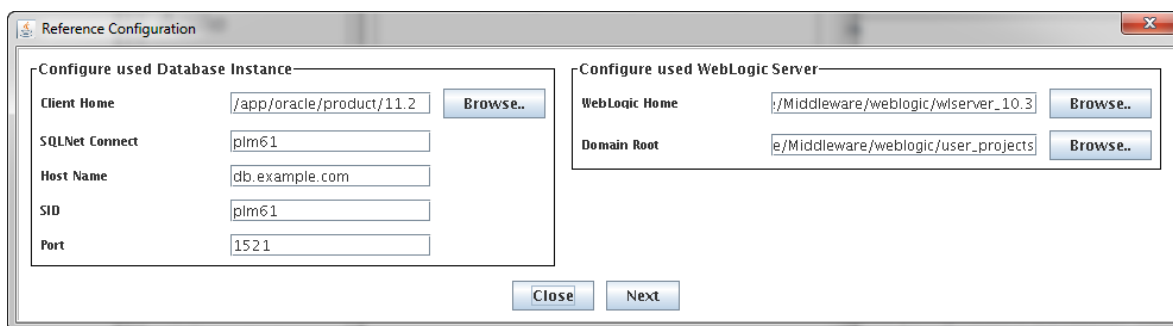 Reference Configuration
Configure used Database Instance
Client Home /app/oracle/product/11.2 Browse..
SQLNet Connect plm61
Host Name db.example.com
SID plm61
Port 1521
Configure used WebLogic Server
WebLogic Home :/Middleware/weblogic/wlserver_10.3 Browse..
Domain Root e/Middleware/weblogic/user_projects Browse..
Close Next